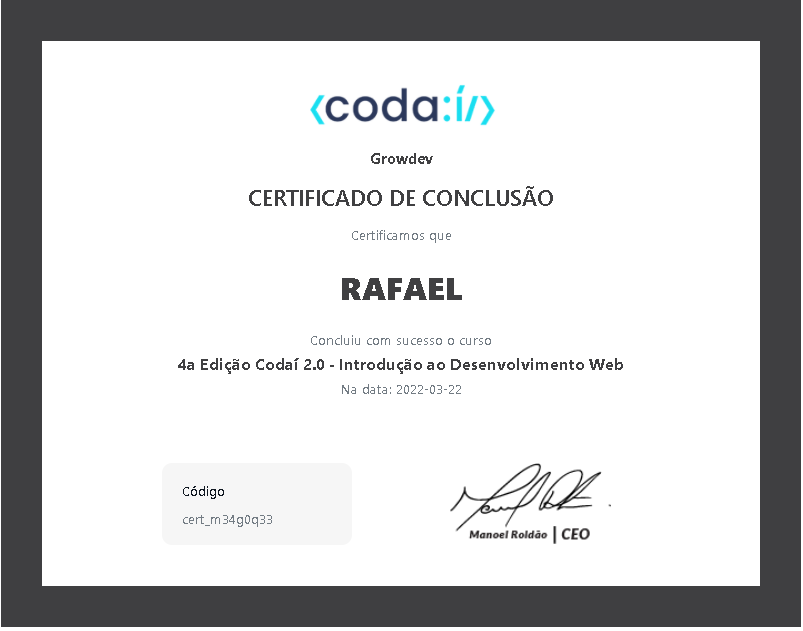 <coda:í/>
Growdev
CERTIFICADO DE CONCLUSÃO
Certificamos que
RAFAEL
Concluiu com sucesso o curso
4a Edição Codaí 2.0 - Introdução ao Desenvolvimento Web
Na data: 2022-03-22
Código
cert_m34g0q33
Manoel Roldão | CEO